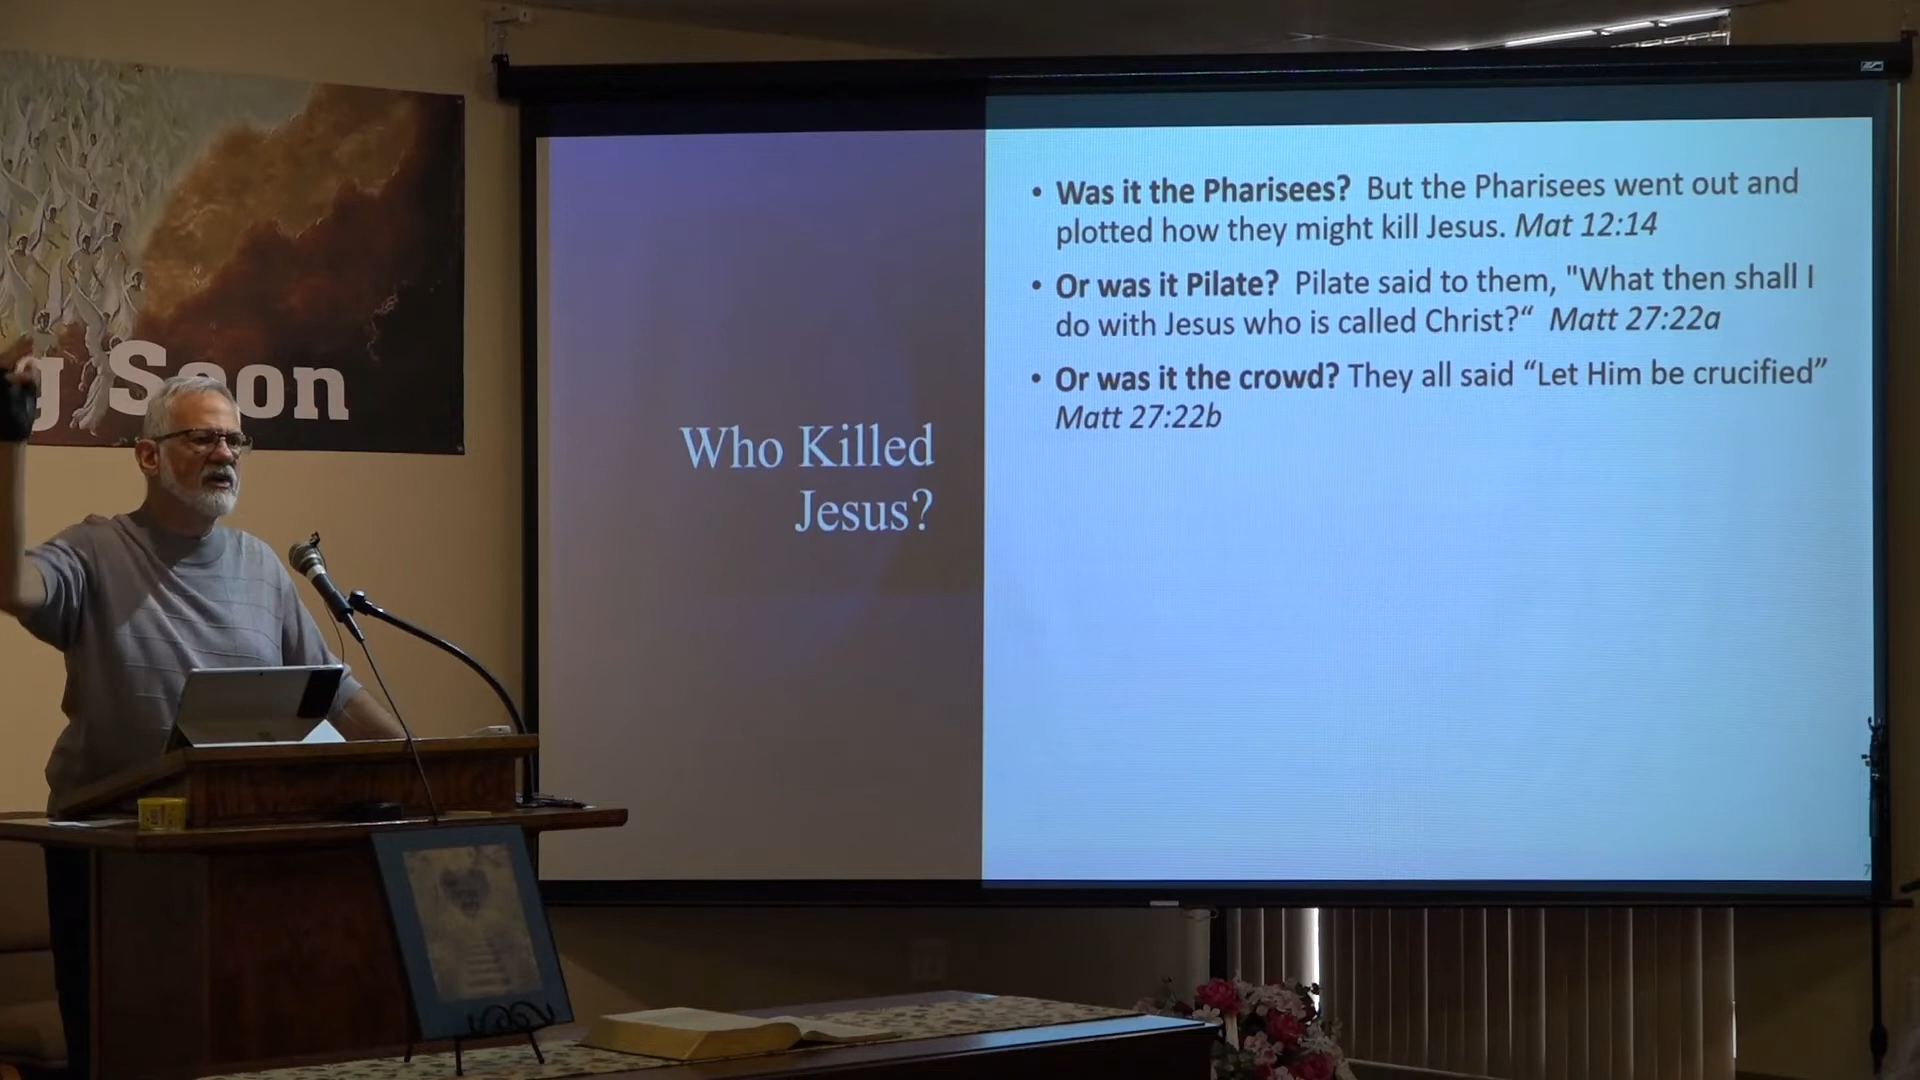 g Soon
Who Killed
Jesus?
• Was it the Pharisees? But the Pharisees went out and
plotted how they might kill Jesus. Mat 12:14
• Or was it Pilate? Pilate said to them, "What then shall I
do with Jesus who is called Christ?“ Matt 27:22a
• Or was it the crowd? They all said “Let Him be crucified”
Matt 27:22b
7